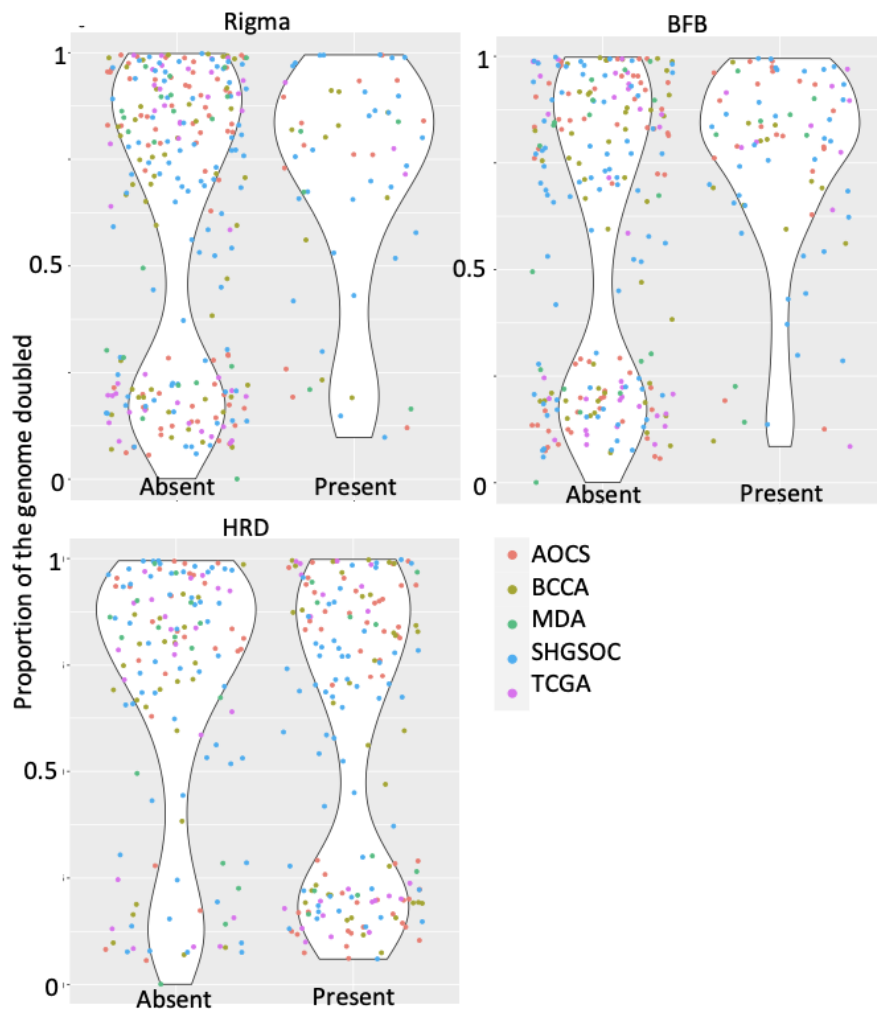 Rigma
BFB
1
0.5
0
Absent
Present
1
0.5
0
Absent
Present
Proportion of the genome doubled
HRD
1
0.5
0
Absent
Present
AOCS
BCCA
MDA
SHGSOC
TCGA